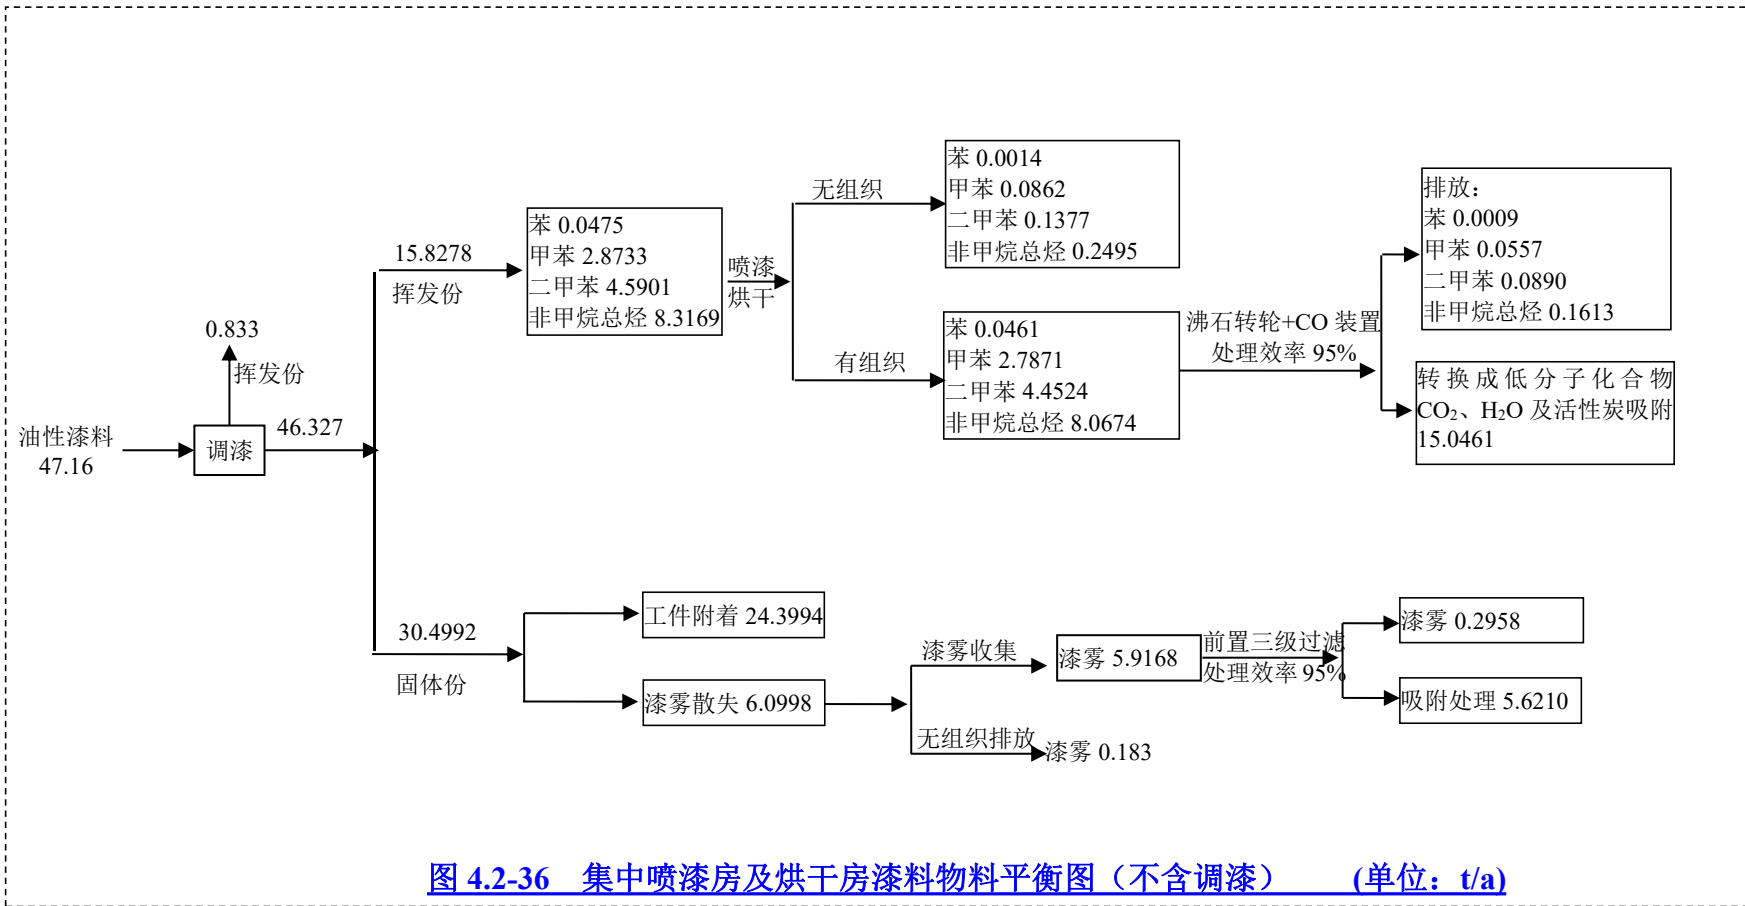 油性漆料
47.16
调漆
0.833
挥发份
46.327
15.8278
挥发份
苯 0.0475
甲苯 2.8733
二甲苯 4.5901
非甲烷总烃 8.3169
喷漆
烘干
无组织
苯 0.0014
甲苯 0.0862
二甲苯 0.1377
非甲烷总烃 0.2495
有组织
苯 0.0461
甲苯 2.7871
二甲苯 4.4524
非甲烷总烃 8.0674
沸石转轮+CO 装置
处理效率 95%
排放：
苯 0.0009
甲苯 0.0557
二甲苯 0.0890
非甲烷总烃 0.1613
转换成低分子化合物
CO₂、H₂O 及活性炭吸附
15.0461
30.4992
固体份
工件附着 24.3994
漆雾散失 6.0998
漆雾收集
漆雾 5.9168
无组织排放
漆雾 0.183
前置三级过滤
处理效率 95%
漆雾 0.2958
吸附处理 5.6210
图 4.2-36 集中喷漆房及烘干房漆料物料平衡图（不含调漆） (单位：t/a)